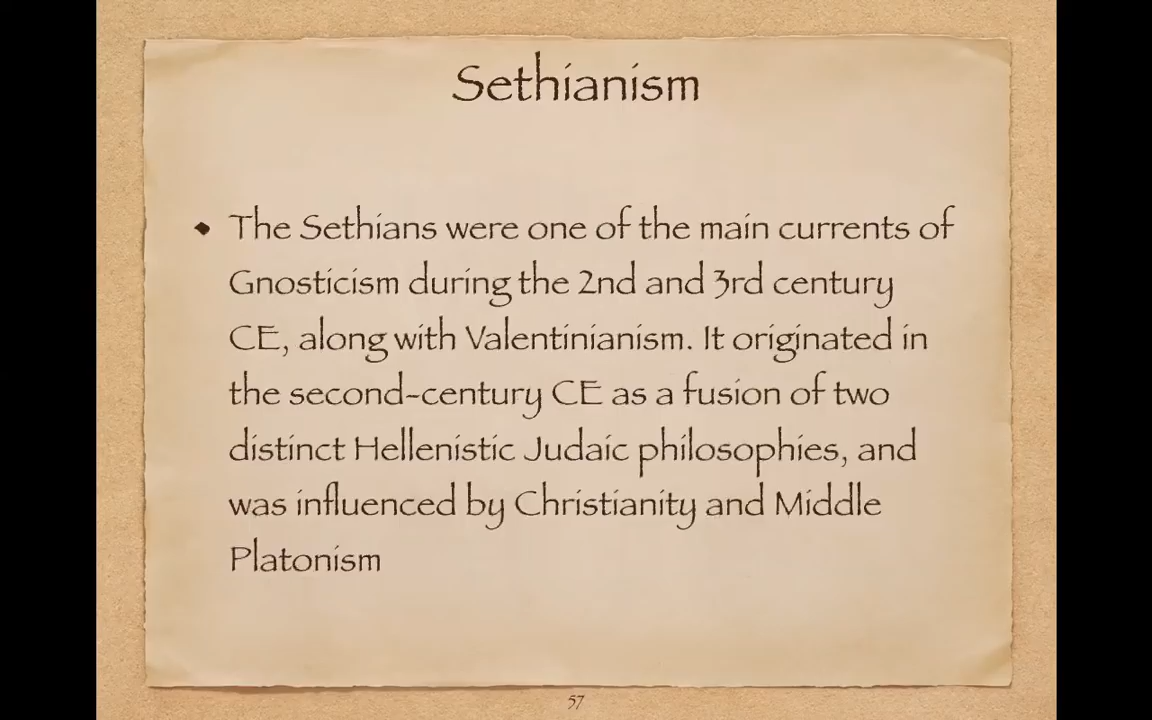 Sethianism
◆ The Sethians were one of the main currents of
Gnosticism during the 2nd and 3rd century
CE, along with Valentinianism. It originated in
the second-century CE as a fusion of two
distinct Hellenistic Judaic philosophies, and
was influenced by Christianity and Middle
Platonism
57